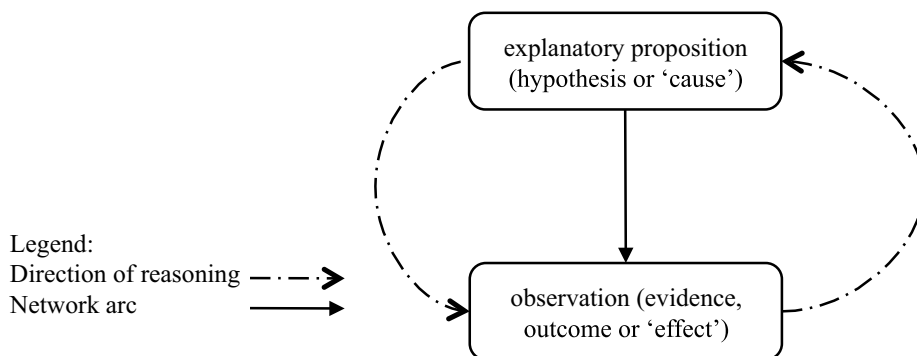 explanatory proposition
(hypothesis or ‘cause’)
Legend:
Direction of reasoning
Network arc
observation (evidence,
outcome or ‘effect’)